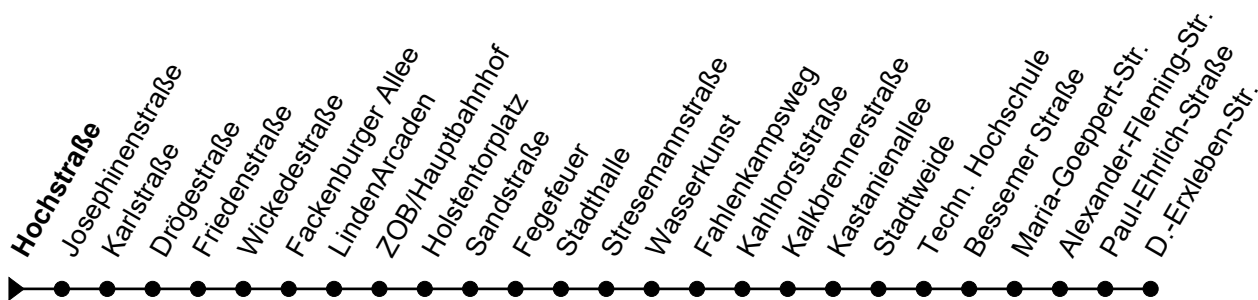 Hochstraße
Josephinenstraße
Karlstraße
Drögestraße
Friedenstraße
Wickedestraße
Fackenburger Allee
LindenArcaden
ZOB/Hauptbahnhof
Holstentorplatz
Sandstraße
Fegefeuer
Stadthalle
Stresemannstraße
Wasserkunst
Fahlenkampsweg
Kahlhorststraße
Kalkbrennerstraße
Kastanienallee
Stadtweide
Techn. Hochschule
Bessemer Straße
Maria-Goeppert-Str.
Alexander-Fleming-Str.
Paul-Ehrlich-Straße
D.-Erxleben-Str.